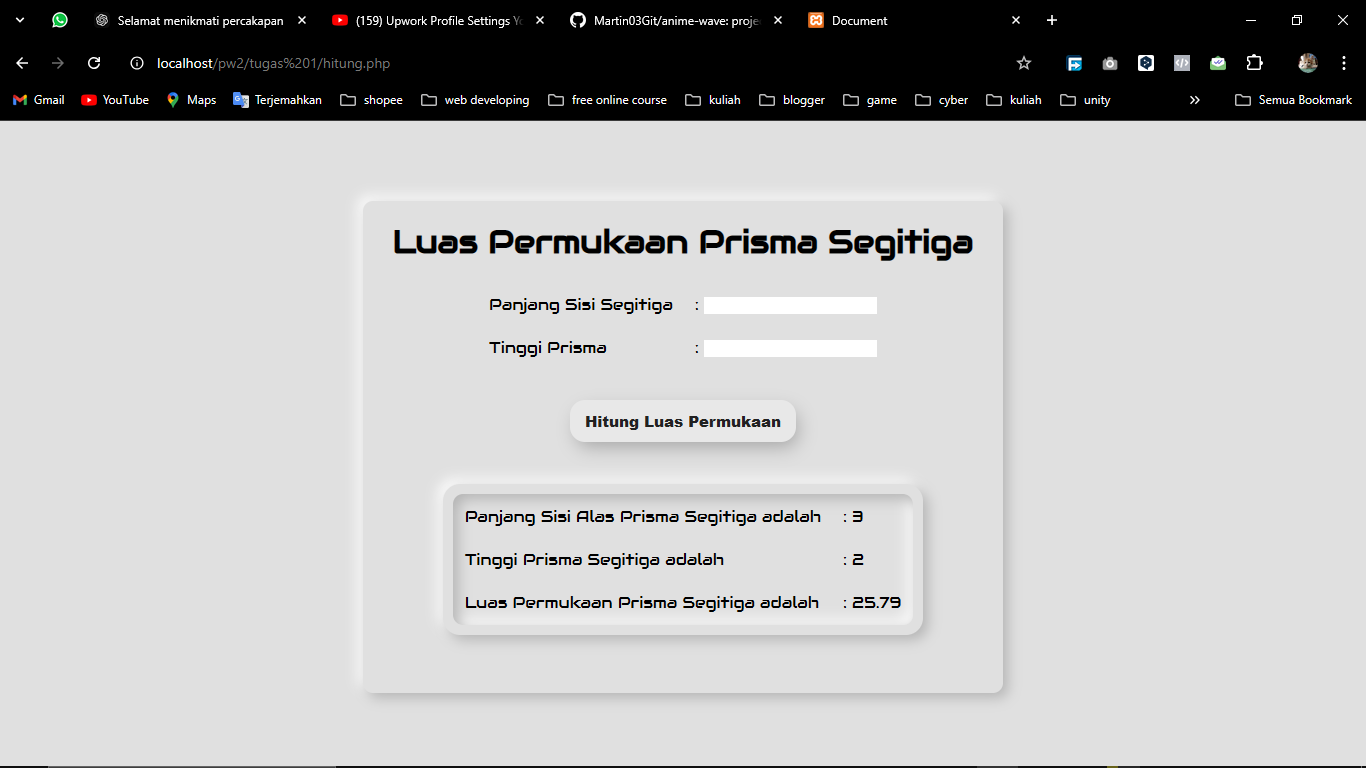 Selamat menikmati percakapan
(159) Upwork Profile Settings Yo
Martin03Git/anime-wave: proje
Document
localhost/pw2/tugas%201/hitung.php
Gmail
YouTube
Maps
Terjemahkan
shopee
web developing
free online course
kuliah
blogger
game
cyber
kuliah
unity
Semua Bookmark
Luas Permukaan Prisma Segitiga
Panjang Sisi Segitiga :
Tinggi Prisma :
Hitung Luas Permukaan
Panjang Sisi Alas Prisma Segitiga adalah : 3
Tinggi Prisma Segitiga adalah : 2
Luas Permukaan Prisma Segitiga adalah : 25.79